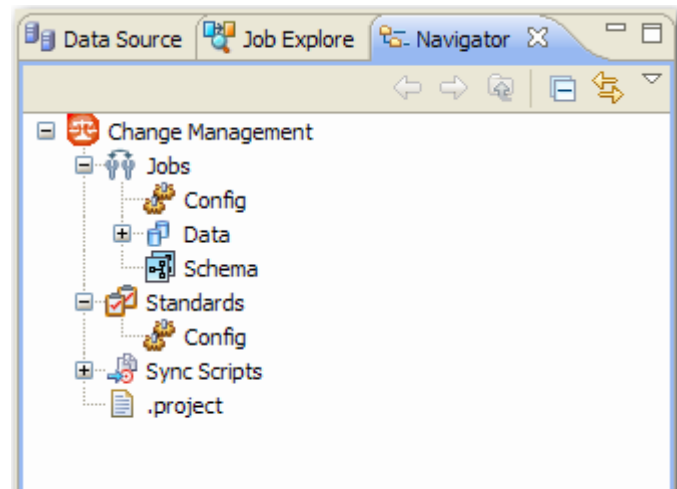 Data Source Job Explore Navigator
Change Management
Jobs
Config
Data
Schema
Standards
Config
Sync Scripts
.project